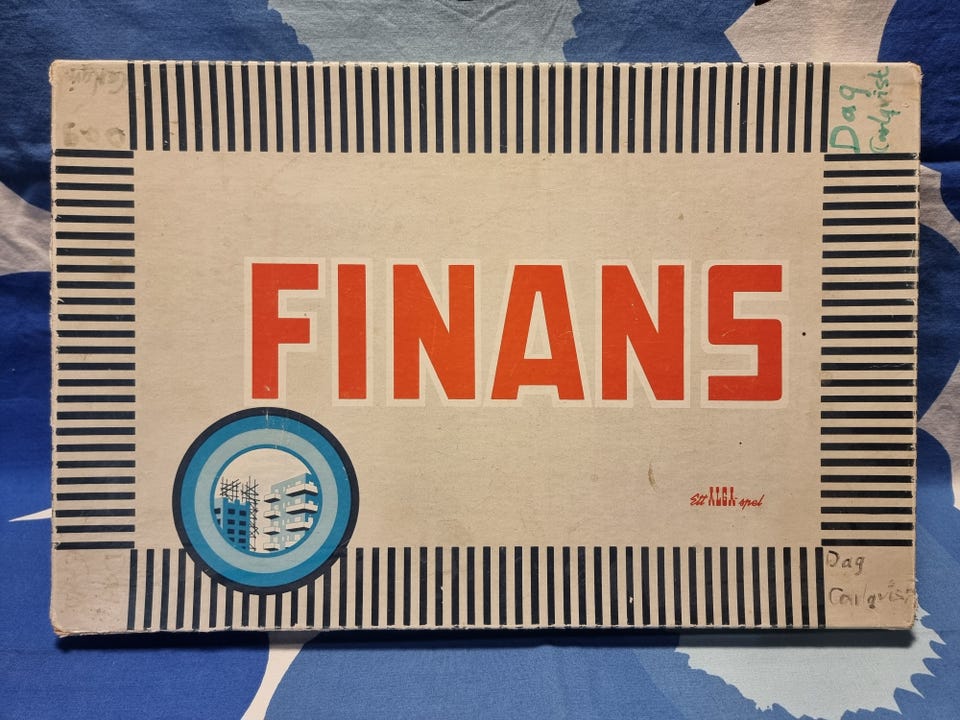 Dag
Carlqvist
FINANS
Ett ALGA-spel
Dag
Carlqvist